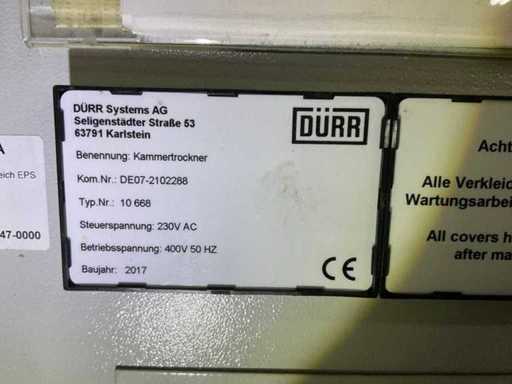 DÜRR Systems AG
Seligenstädter Straße 53
63791 Karlstein
DÜRR
Benennung: Kammertrockner
Kom.Nr.: DE07-2102288
Typ.Nr.: 10 668
Steuerspannung: 230V AC
Betriebsspannung: 400V 50 HZ
Baujahr: 2017
CE
A
eich EPS
47-0000
Acht
Alle Verkleid
Wartungsarbei
All covers h
after ma